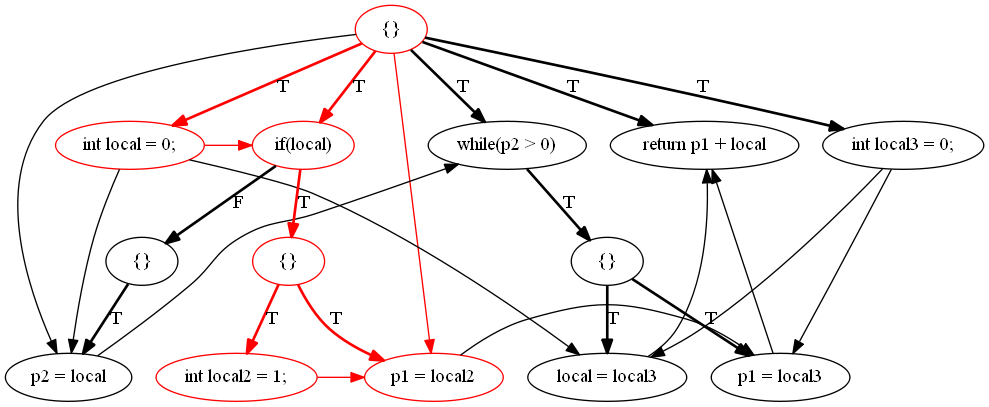 {}
T
T
T
T
T
int local = 0;
if(local)
while(p2 > 0)
return p1 + local
int local3 = 0;
F
T
T
{}
{}
{}
T
T
T
T
T
p2 = local
int local2 = 1;
p1 = local2
local = local3
p1 = local3